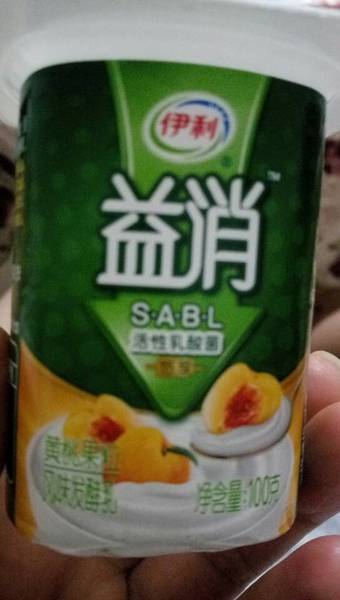 伊利
®
益消
™
S·A·B·L
活性乳酸菌
黄桃果粒
风味发酵乳
净含量:100克